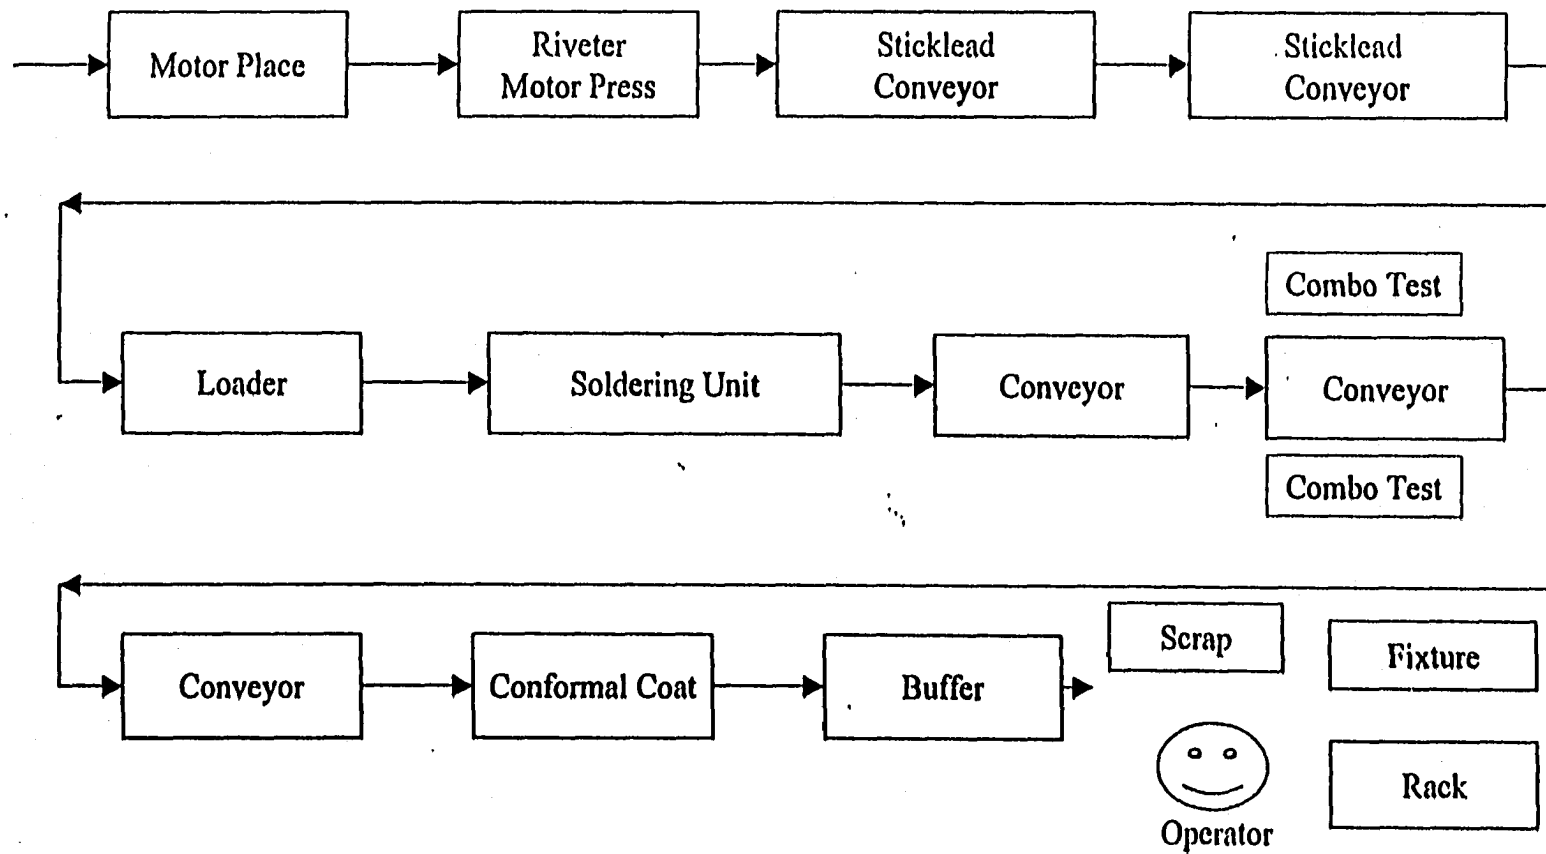 Motor Place
Riveter
Motor Press
Sticklead
Conveyor
Sticklead
Conveyor
Combo Test
Loader
Soldering Unit
Conveyor
Conveyor
Combo Test
Conveyor
Conformal Coat
Buffer
Scrap
Fixture
Rack
Operator